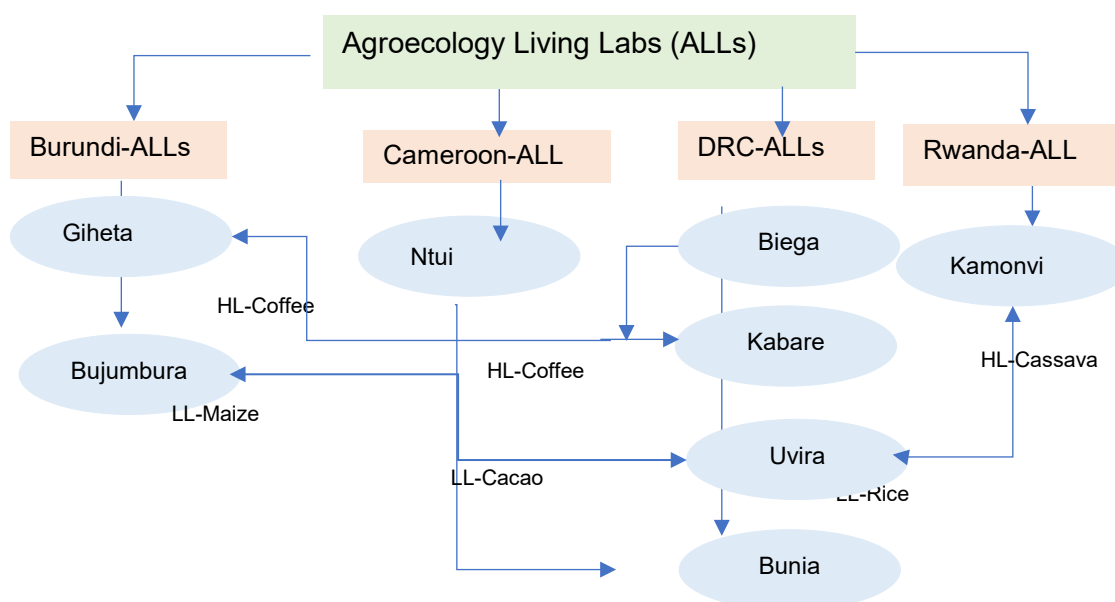 Agroecology Living Labs (ALLs)
Burundi-ALLs
Cameroon-ALL
DRC-ALLs
Rwanda-ALL
Giheta
Ntui
Biega
Kamonvi
HL-Coffee
Kabare
HL-Cassava
Bujumbura
HL-Coffee
LL-Maize
Uvira
LL-Cacao
LL-Rice
Bunia